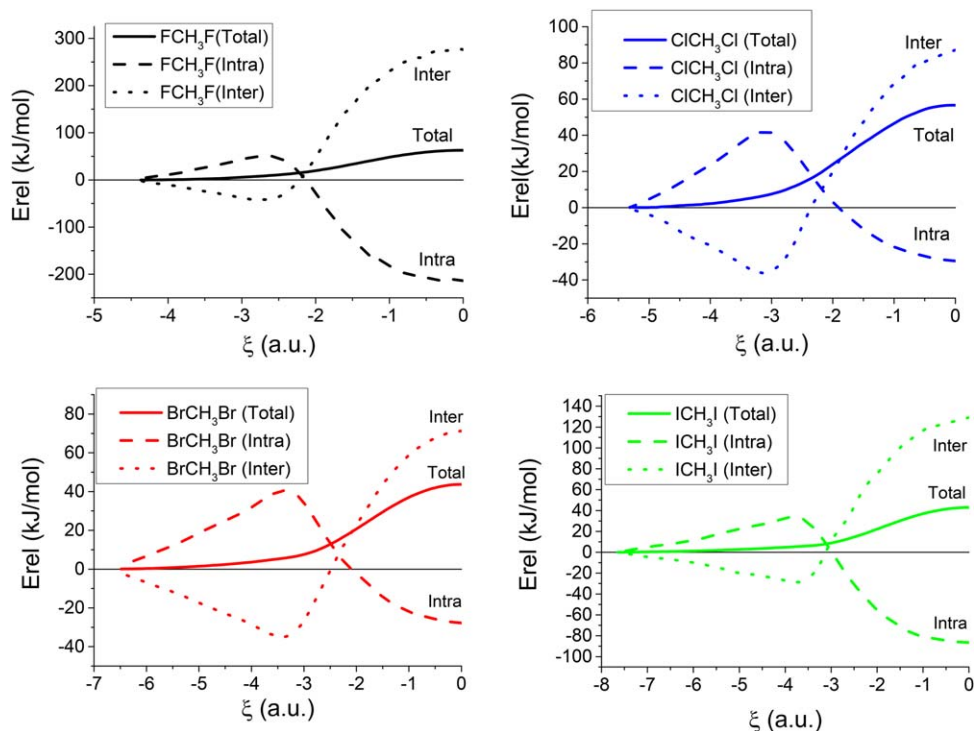 FCH3F(Total)
FCH3F(Intra)
FCH3F(Inter)
Inter
Total
Intra
300
200
100
0
-100
-200
Erel (kJ/mol)
-5 -4 -3 -2 -1 0
ξ (a.u.)
ClCH3Cl (Total)
ClCH3Cl (Intra)
ClCH3Cl (Inter)
Inter
Total
Intra
100
80
60
40
20
0
-20
-40
Erel(kJ/mol)
-6 -5 -4 -3 -2 -1 0
ξ (a.u.)
BrCH3Br (Total)
BrCH3Br (Intra)
BrCH3Br (Inter)
Inter
Total
Intra
80
60
40
20
0
-20
-40
Erel (kJ/mol)
-7 -6 -5 -4 -3 -2 -1 0
ξ (a.u.)
ICH3I (Total)
ICH3I (Intra)
ICH3I (Inter)
Inter
Total
Intra
140
120
100
80
60
40
20
0
-20
-40
-60
-80
-100
Erel (kJ/mol)
-8 -7 -6 -5 -4 -3 -2 -1 0
ξ (a.u.)